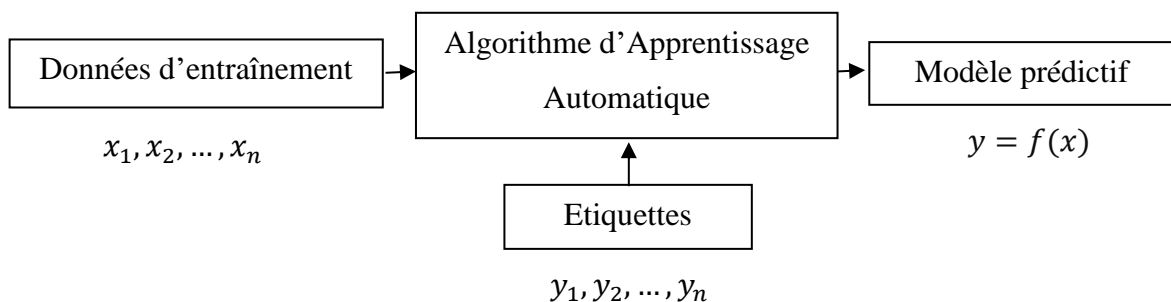 Données d’entraînement
x₁, x₂, …, xₙ
Algorithme d’Apprentissage
Automatique
Modèle prédictif
y = f(x)
Etiquettes
y₁, y₂, …, yₙ